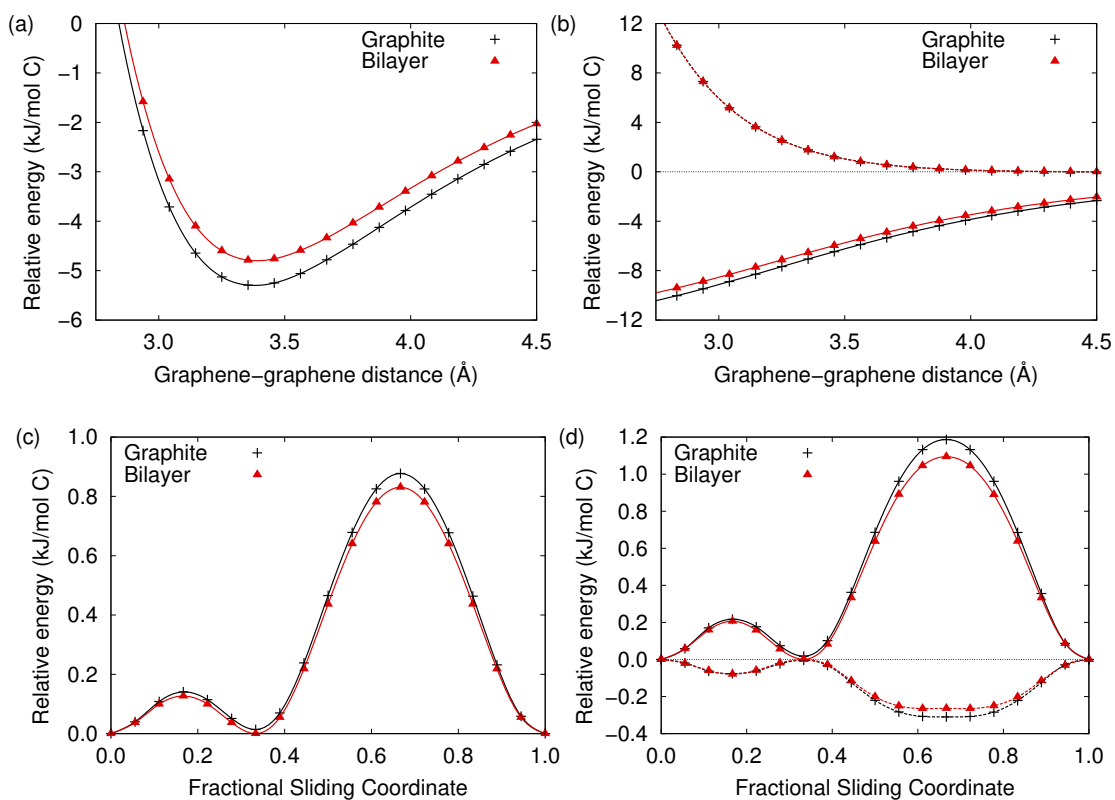 (a)
Graphite
Bilayer
0
−1
−2
−3
−4
−5
−6
3.0
3.5
4.0
4.5
Relative energy (kJ/mol C)
Graphene−graphene distance (Å)
(b)
Graphite
Bilayer
12
8
4
0
−4
−8
−12
3.0
3.5
4.0
4.5
Relative energy (kJ/mol C)
Graphene−graphene distance (Å)
(c)
Graphite
Bilayer
1.0
0.8
0.6
0.4
0.2
0.0
0.0
0.2
0.4
0.6
0.8
1.0
Relative energy (kJ/mol C)
Fractional Sliding Coordinate
(d)
Graphite
Bilayer
1.2
1.0
0.8
0.6
0.4
0.2
0.0
−0.2
−0.4
0.0
0.2
0.4
0.6
0.8
1.0
Relative energy (kJ/mol C)
Fractional Sliding Coordinate